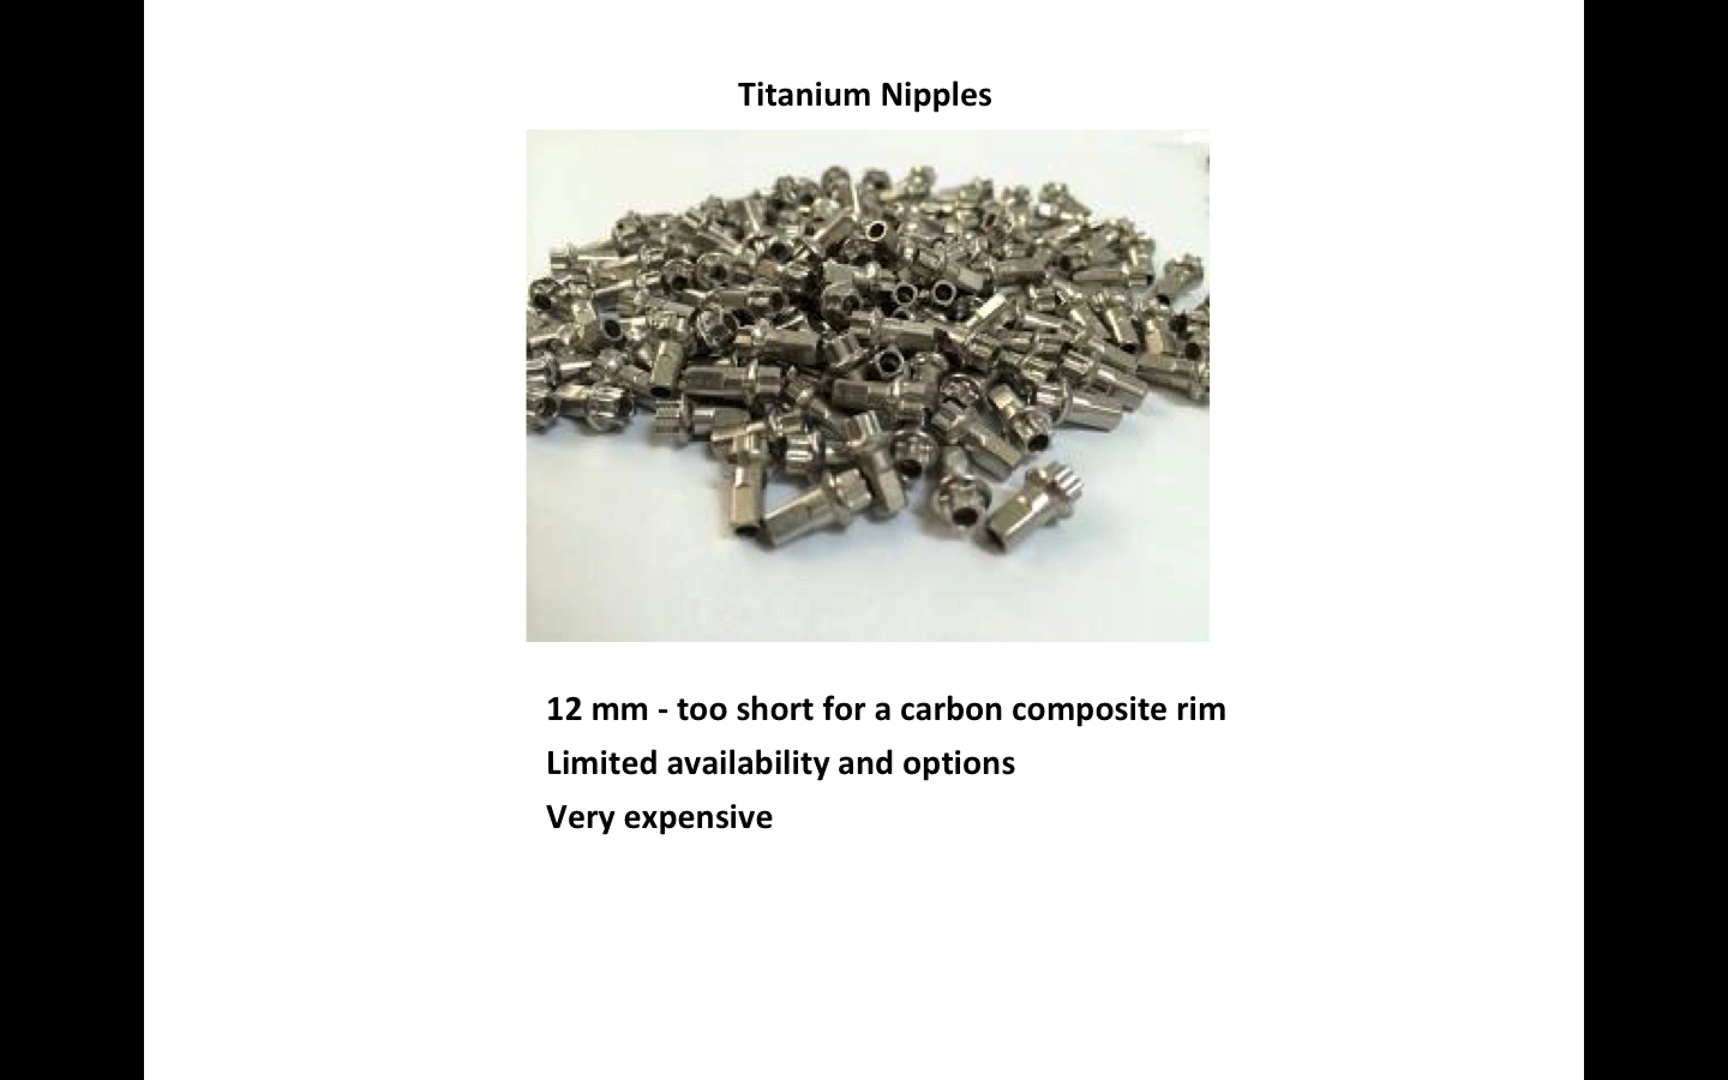 Titanium Nipples
12 mm - too short for a carbon composite rim
Limited availability and options
Very expensive